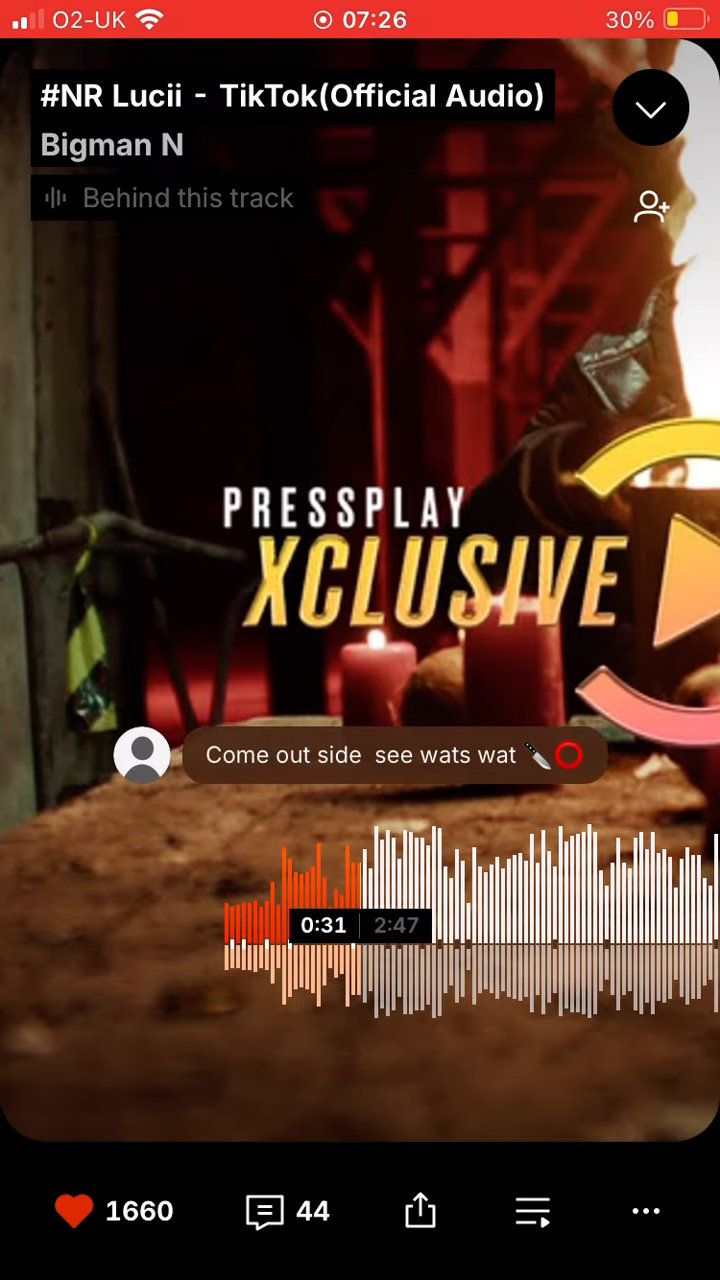 O2-UK 07:26 30%
#NR Lucii - TikTok(Official Audio)
Bigman N
Behind this track
PRESSPLAY
XCLUSIVE
Come out side  see wats wat 🔪⭕
0:31 2:47
1660 44